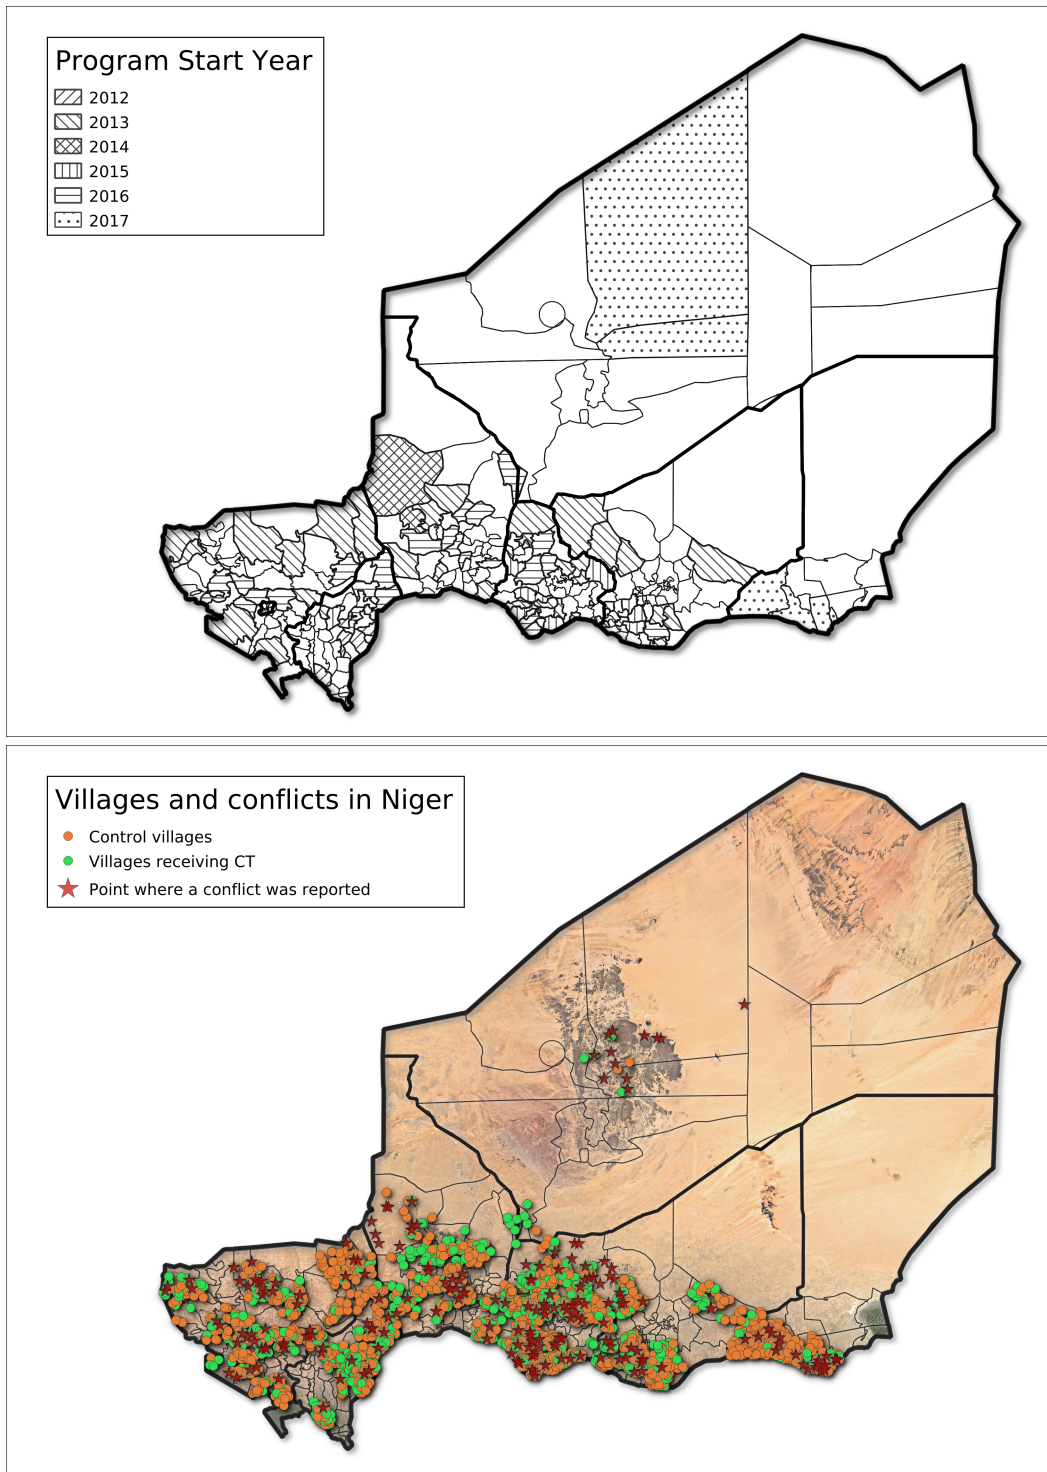 Program Start Year
2012
2013
2014
2015
2016
2017
Villages and conflicts in Niger
Control villages
Villages receiving CT
Point where a conflict was reported